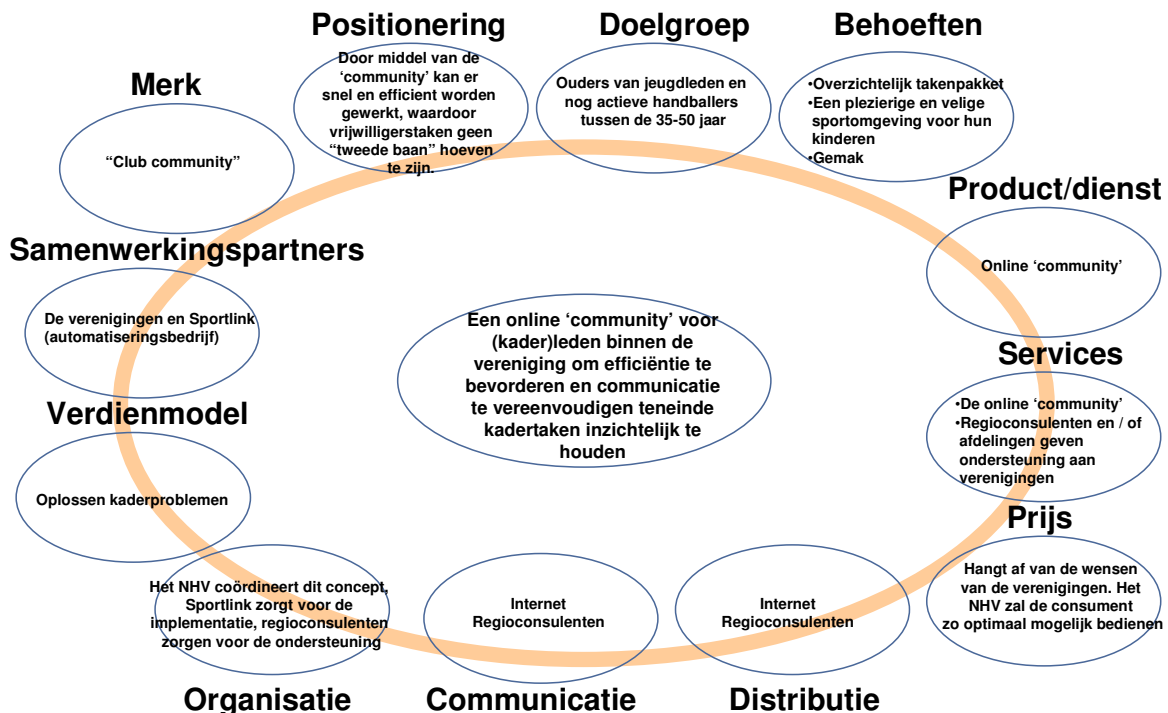 Positionering
Door middel van de
‘community’ kan er
snel en efficient worden
gewerkt, waardoor
vrijwilligerstaken geen
“tweede baan” hoeven
te zijn.
Doelgroep
Ouders van jeugdleden en
nog actieve handballers
tussen de 35-50 jaar
Behoeften
•Overzichtelijk takenpakket
•Een plezierige en velige
sportomgeving voor hun
kinderen
•Gemak
Merk
“Club community”
Product/dienst
Online ‘community’
Samenwerkingspartners
De verenigingen en Sportlink
(automatiseringsbedrijf)
Een online ‘community’ voor
(kader)leden binnen de
vereniging om efficiëntie te
bevorderen en communicatie
te vereenvoudigen teneinde
kadertaken inzichtelijk te
houden
Services
•De online ‘community’
•Regioconsulenten en / of
afdelingen geven
ondersteuning aan
verenigingen
Verdienmodel
Oplossen kaderproblemen
Prijs
Hangt af van de wensen
van de verenigingen. Het
NHV zal de consument
zo optimaal mogelijk bedienen
Het NHV coördineert dit concept,
Sportlink zorgt voor de
implementatie, regioconsulenten
zorgen voor de ondersteuning
Organisatie
Internet
Regioconsulenten
Communicatie
Internet
Regioconsulenten
Distributie